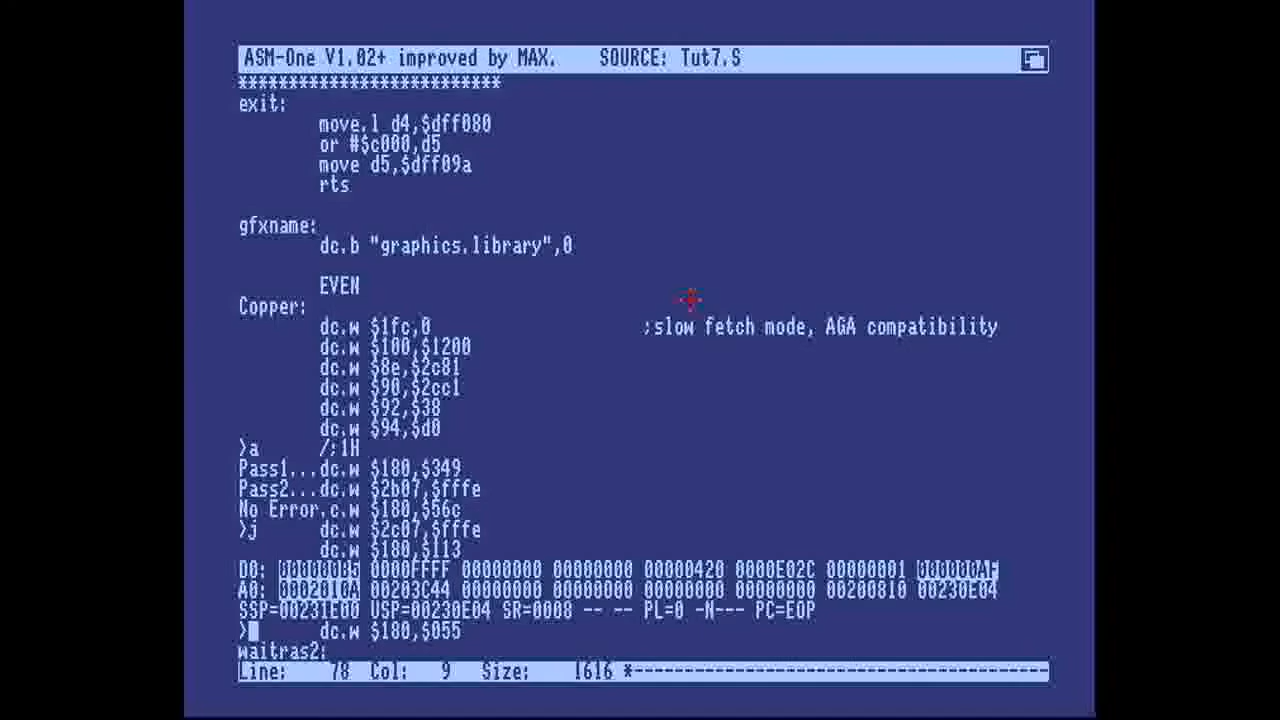 ASM-One V1.02+ improved by MAX. SOURCE: Tut7.S
**************************
exit:
move.l d4,$dff080
or #$c000,d5
move d5,$dff09a
rts
gfxname:
dc.b "graphics.library",0
EVEN
Copper:
dc.w $1fc,0 ;slow fetch mode, AGA compatibility
dc.w $100,$1200
dc.w $8e,$2c81
dc.w $90,$2cc1
dc.w $92,$38
dc.w $94,$d0
>a /;1H
Pass1...dc.w $180,$349
Pass2...dc.w $2b07,$fffe
No Error.c.w $180,$56c
>j dc.w $2c07,$fffe
dc.w $180,$113
D0: 000000B5 0000FFFF 00000000 00000000 00000420 0000E02C 00000001 000000AF
A0: 0002010A 00203C44 00000000 00000000 00000000 00000000 00200810 00230E04
SSP=00231E00 USP=00230E04 SR=0008 -- -- PL=0 -N--- PC=EOP
> dc.w $180,$055
waitras2:
Line: 78 Col: 9 Size: 1616 *-----------------------------------------